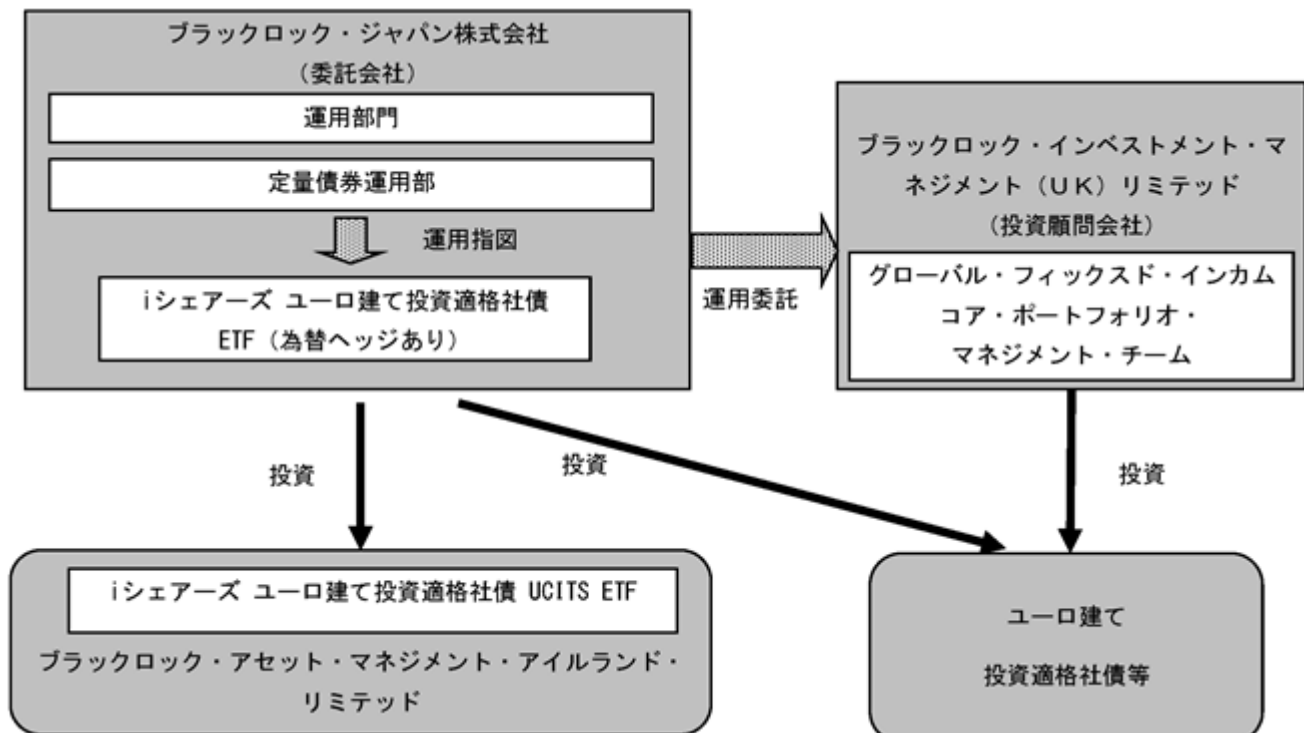 ブラックロック・ジャパン株式会社
(委託会社)
運用部門
定量債券運用部
運用指図
iシェアーズ ユーロ建て投資適格社債
ETF(為替ヘッジあり)
運用委託
ブラックロック・インベストメント・マ
ネジメント(UK)リミテッド
(投資顧問会社)
グローバル・フィックスド・インカム
コア・ポートフォリオ・
マネジメント・チーム
投資
投資
投資
iシェアーズ ユーロ建て投資適格社債 UCITS ETF
ブラックロック・アセット・マネジメント・アイルランド・
リミテッド
ユーロ建て
投資適格社債等